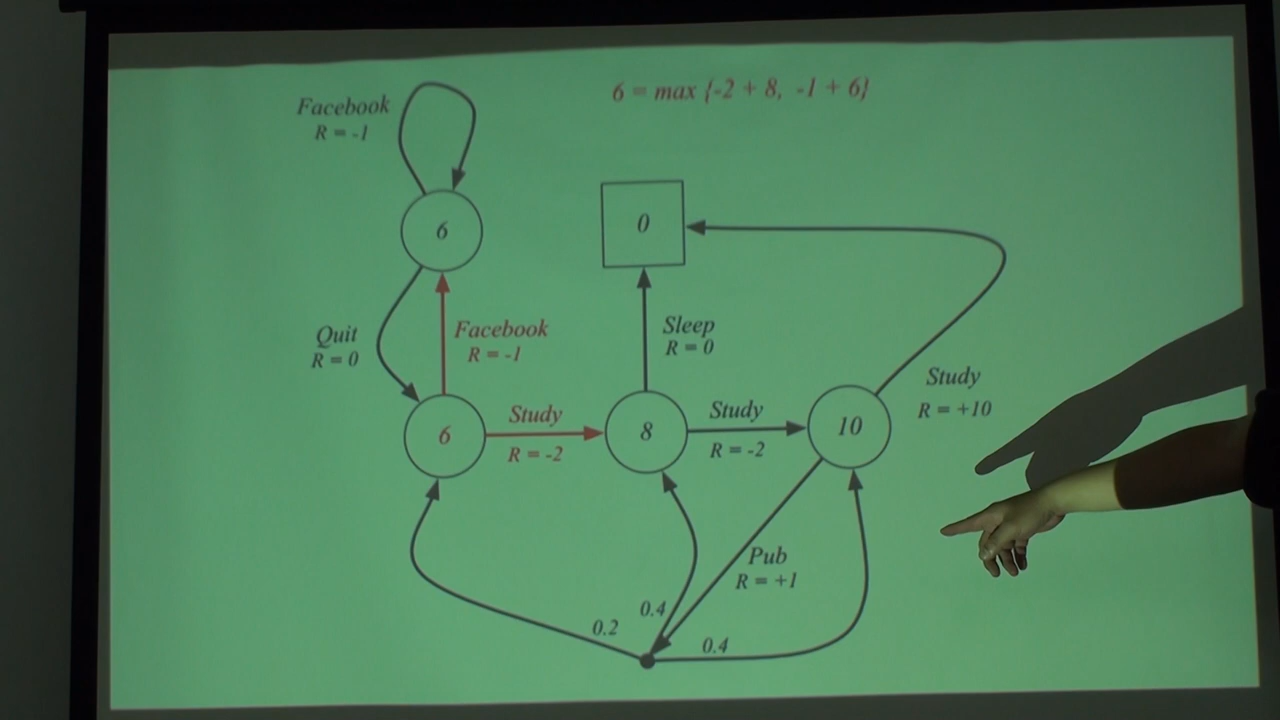 6 = max {-2 + 8, -1 + 6}
Facebook
R = -1
6
0
Quit
R = 0
Facebook
R = -1
Sleep
R = 0
Study
R = +10
6
Study
R = -2
8
Study
R = -2
10
Pub
R = +1
0.4
0.2
0.4